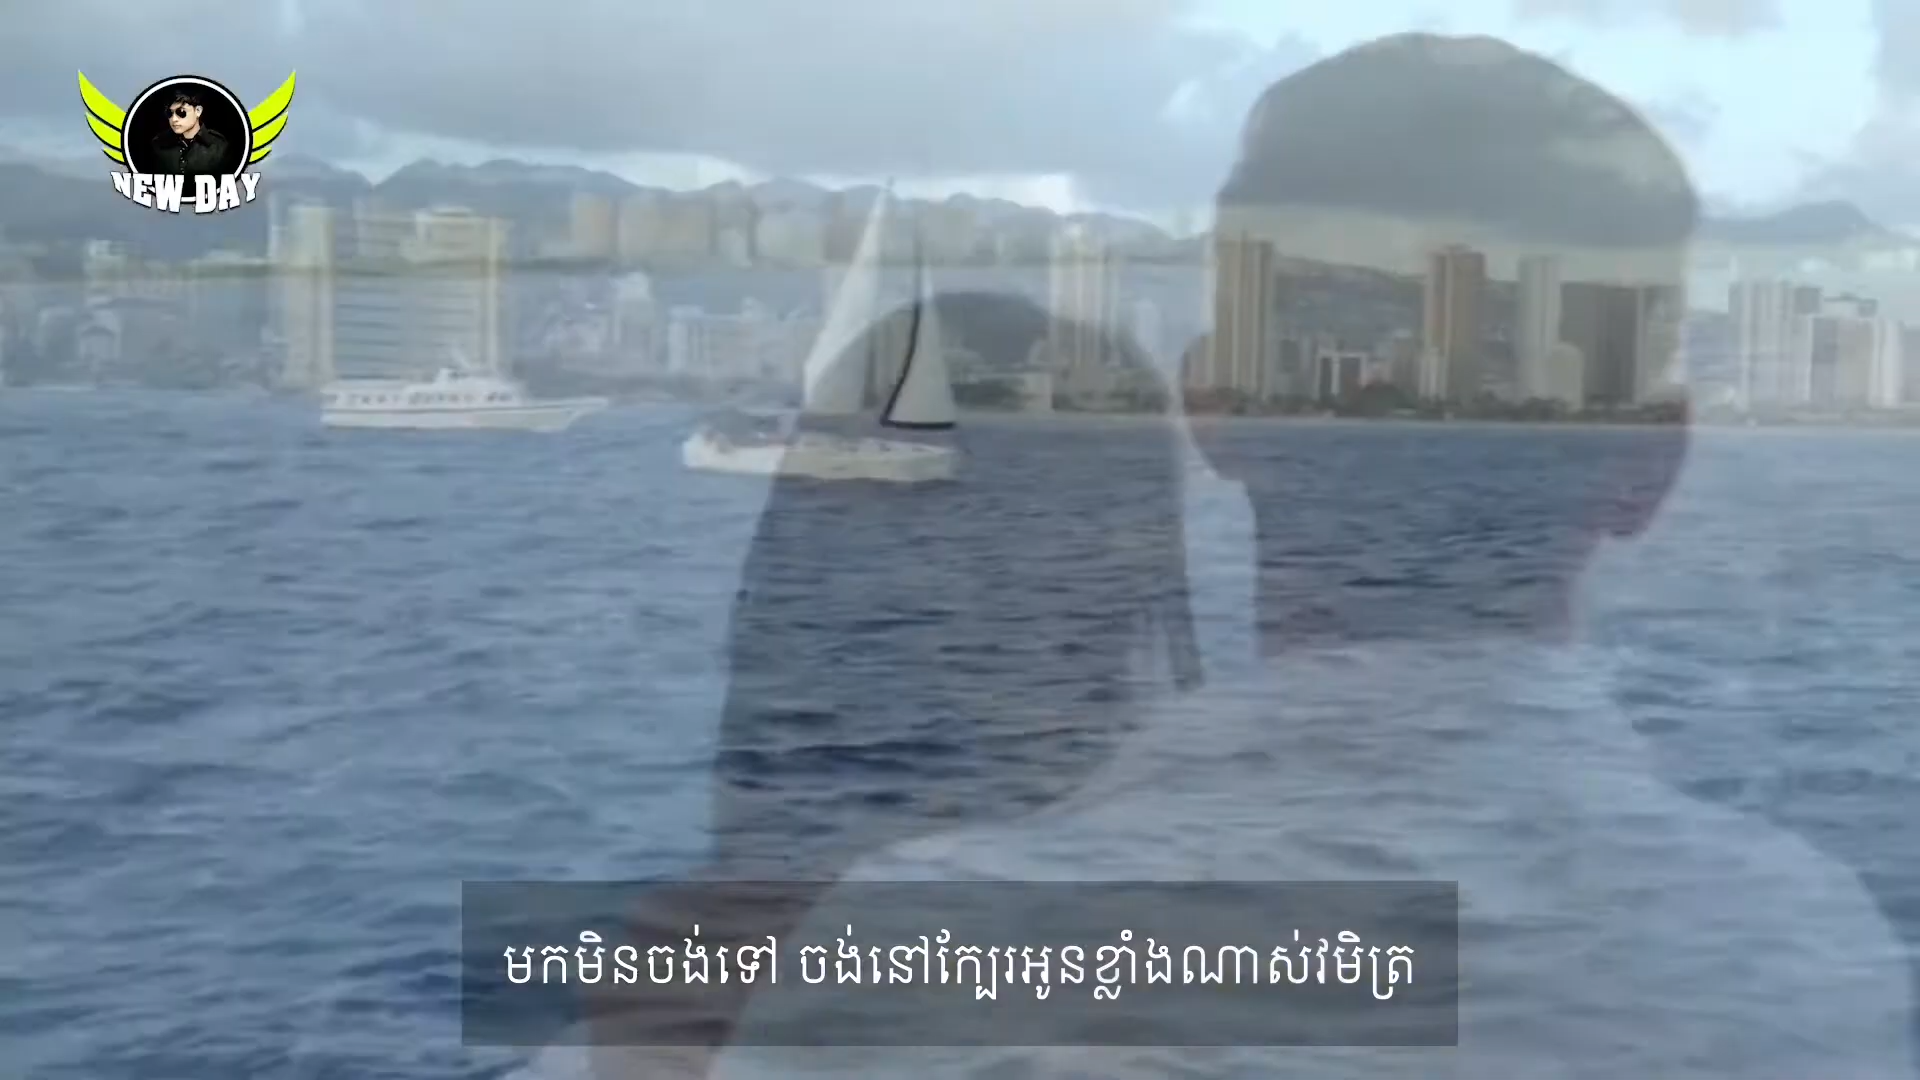 NEW DAY
មកមិនចង់ទៅ ចង់នៅក្បែរអូនខ្លាំងណាស់វមិត្រ